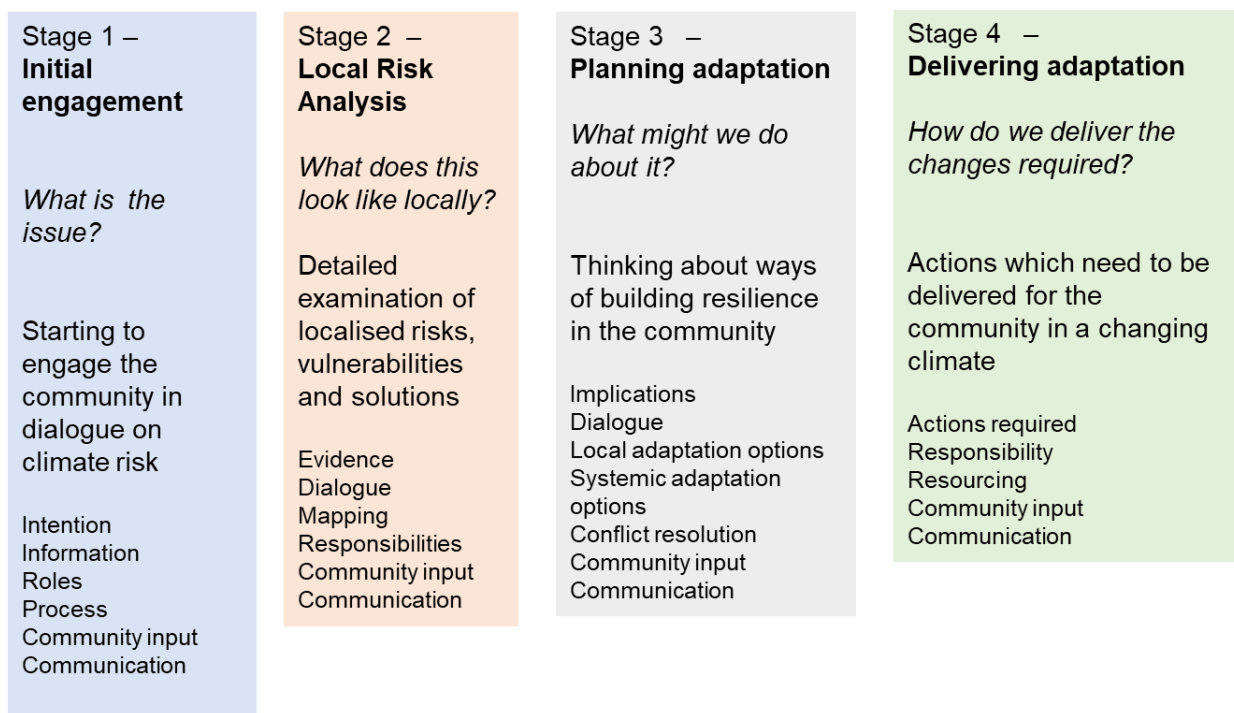 Stage 1 –
Initial
engagement
What is the
issue?
Starting to
engage the
community in
dialogue on
climate risk
Intention
Information
Roles
Process
Community input
Communication
Stage 2 –
Local Risk
Analysis
What does this
look like locally?
Detailed
examination of
localised risks,
vulnerabilities
and solutions
Evidence
Dialogue
Mapping
Responsibilities
Community input
Communication
Stage 3 –
Planning adaptation
What might we do
about it?
Thinking about ways
of building resilience
in the community
Implications
Dialogue
Local adaptation options
Systemic adaptation
options
Conflict resolution
Community input
Communication
Stage 4 –
Delivering adaptation
How do we deliver the
changes required?
Actions which need to be
delivered for the
community in a changing
climate
Actions required
Responsibility
Resourcing
Community input
Communication